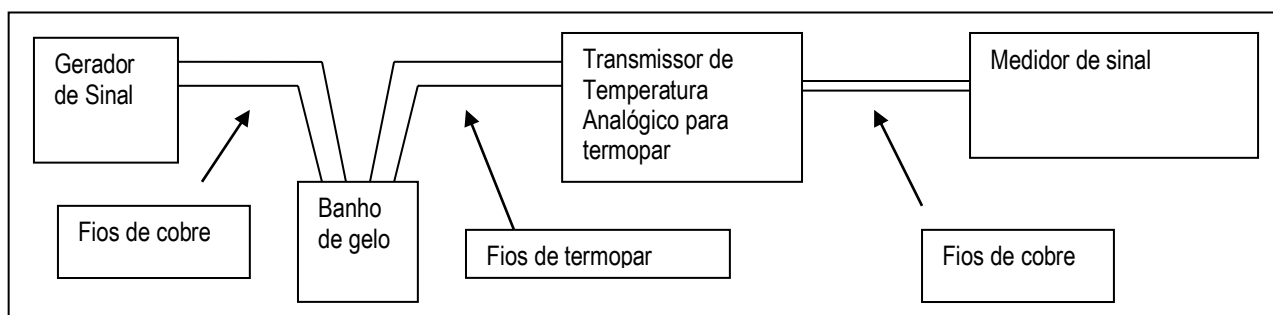 Gerador
de Sinal
Transmissor de
Temperatura
Analógico para
termopar
Medidor de sinal
Fios de cobre
Banho
de gelo
Fios de termopar
Fios de cobre